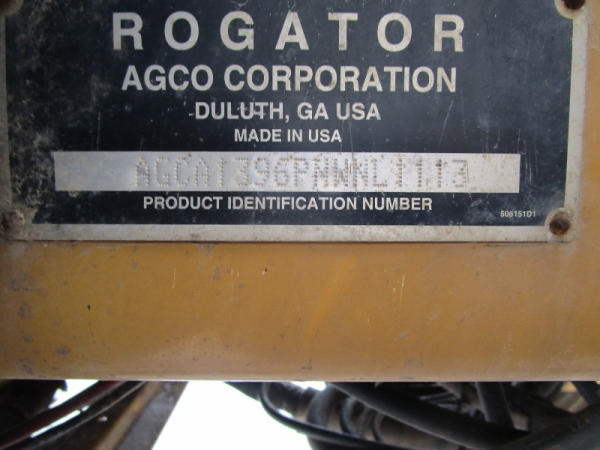 ROGATOR
AGCO CORPORATION
DULUTH, GA USA
MADE IN USA
AGCA1396PNWNL1113
PRODUCT IDENTIFICATION NUMBER
506151D1